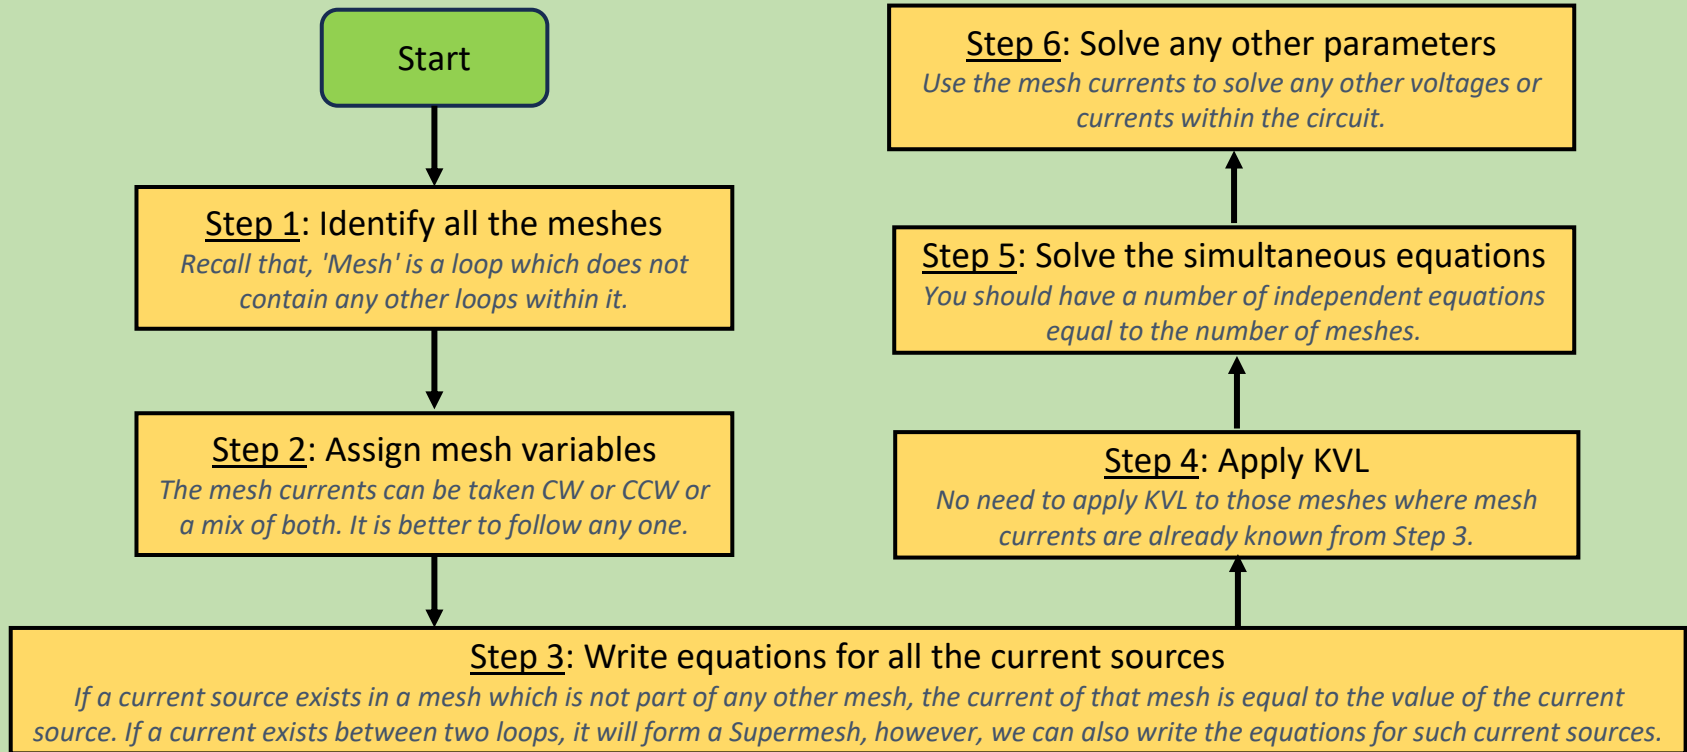 Start
Step 1: Identify all the meshes
Recall that, 'Mesh' is a loop which does not
contain any other loops within it.
Step 2: Assign mesh variables
The mesh currents can be taken CW or CCW or
a mix of both. It is better to follow any one.
Step 3: Write equations for all the current sources
If a current source exists in a mesh which is not part of any other mesh, the current of that mesh is equal to the value of the current
source. If a current exists between two loops, it will form a Supermesh, however, we can also write the equations for such current sources.
Step 4: Apply KVL
No need to apply KVL to those meshes where mesh
currents are already known from Step 3.
Step 5: Solve the simultaneous equations
You should have a number of independent equations
equal to the number of meshes.
Step 6: Solve any other parameters
Use the mesh currents to solve any other voltages or
currents within the circuit.